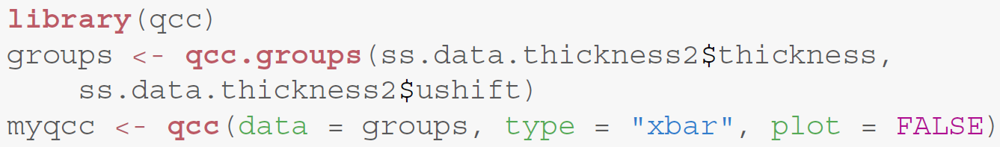 library(qcc)
groups <- qcc.groups(ss.data.thickness2$thickness,
    ss.data.thickness2$ushift)
myqcc <- qcc(data = groups, type = "xbar", plot = FALSE)